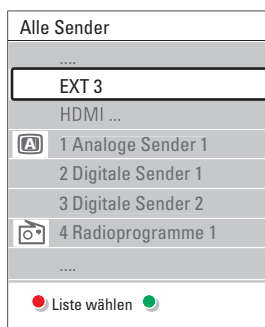 Alle Sender
....
EXT 3
HDMI ...
A 1 Analoge Sender 1
2 Digitale Sender 1
3 Digitale Sender 2
4 Radioprogramme 1
....
Liste wählen